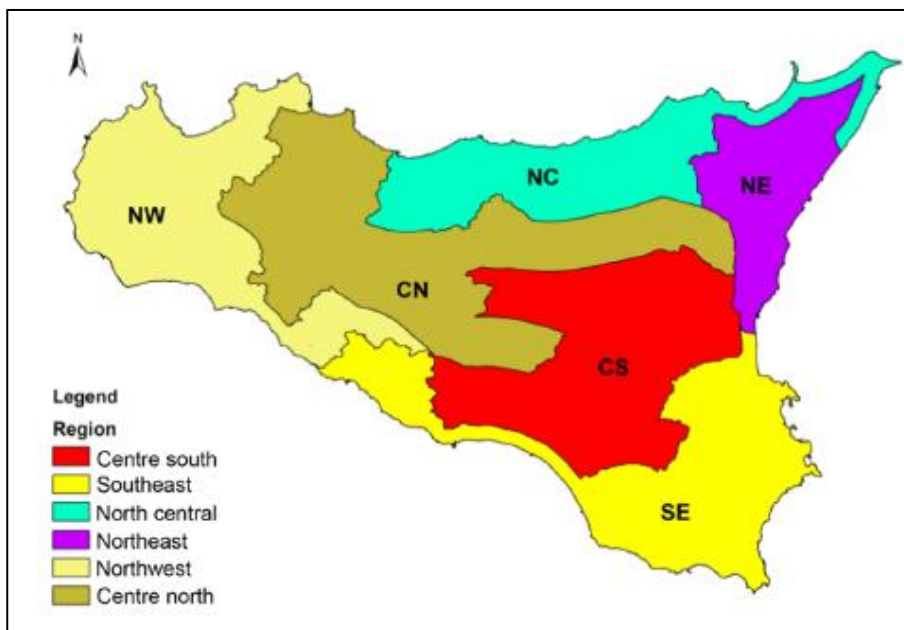 N
NW
NC
NE
CN
CS
SE
Legend
Region
Centre south
Southeast
North central
Northeast
Northwest
Centre north